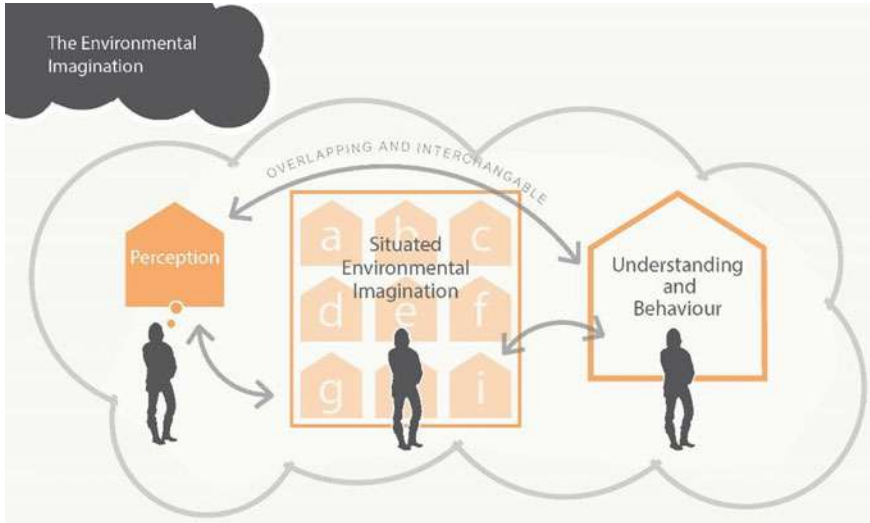 The Environmental
Imagination
OVERLAPPING AND INTERCHANGABLE
Perception
a b c
Situated
Environmental
Imagination
d e f
g i
Understanding
and
Behaviour